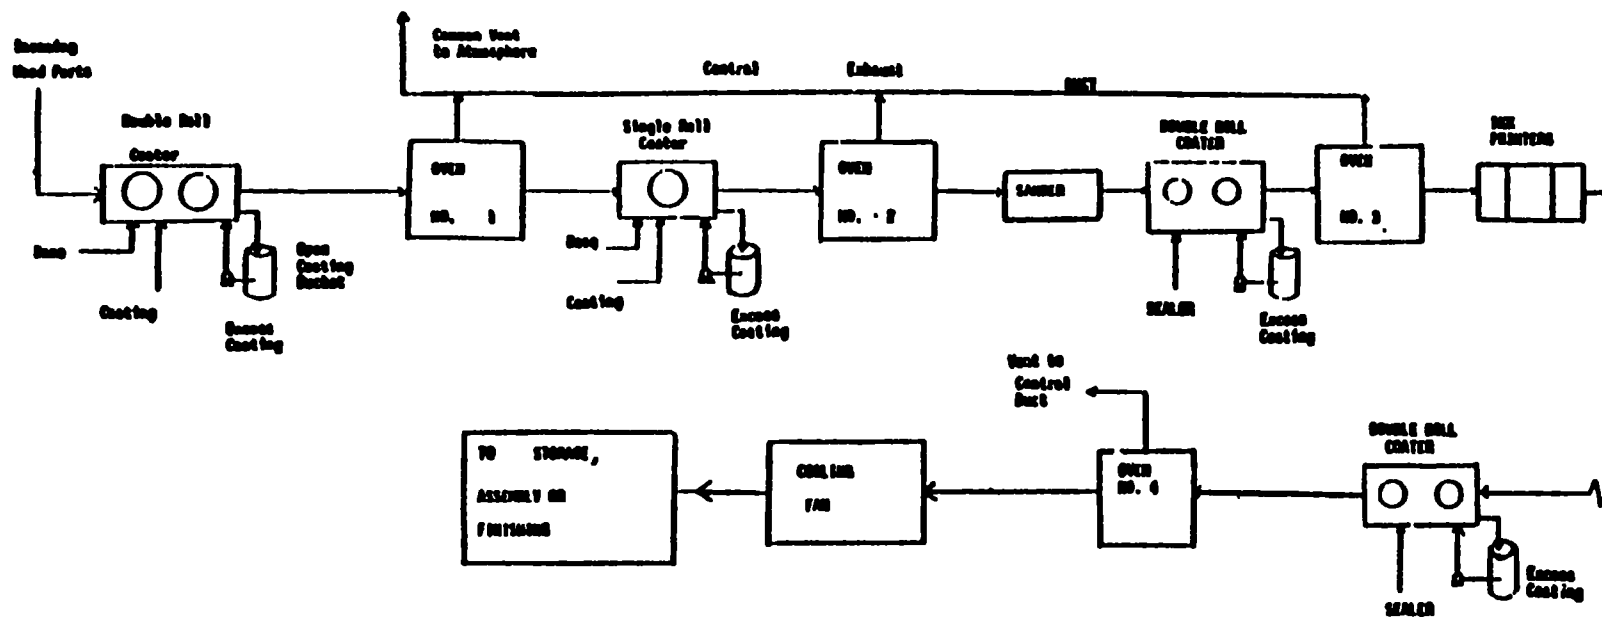 Incoming
Wood Parts
Common Vent
to Atmosphere
Control Exhaust DUCT
Double Roll
Coater
OVEN
NO. 1
Single Roll
Coater
OVEN
NO. 2
SANDER
DOUBLE ROLL
COATER
OVEN
NO. 3
PRINTERS
Coating
Open
Coating
Bucket
Excess
Coating
Coating
Excess
Coating
SEALER
Excess
Coating
Vent to
Control
Duct
TO STORAGE,
ASSEMBLY OR
FINISHING
COOLING
FAN
OVEN
NO. 4
DOUBLE ROLL
COATER
SEALER
Excess
Coating